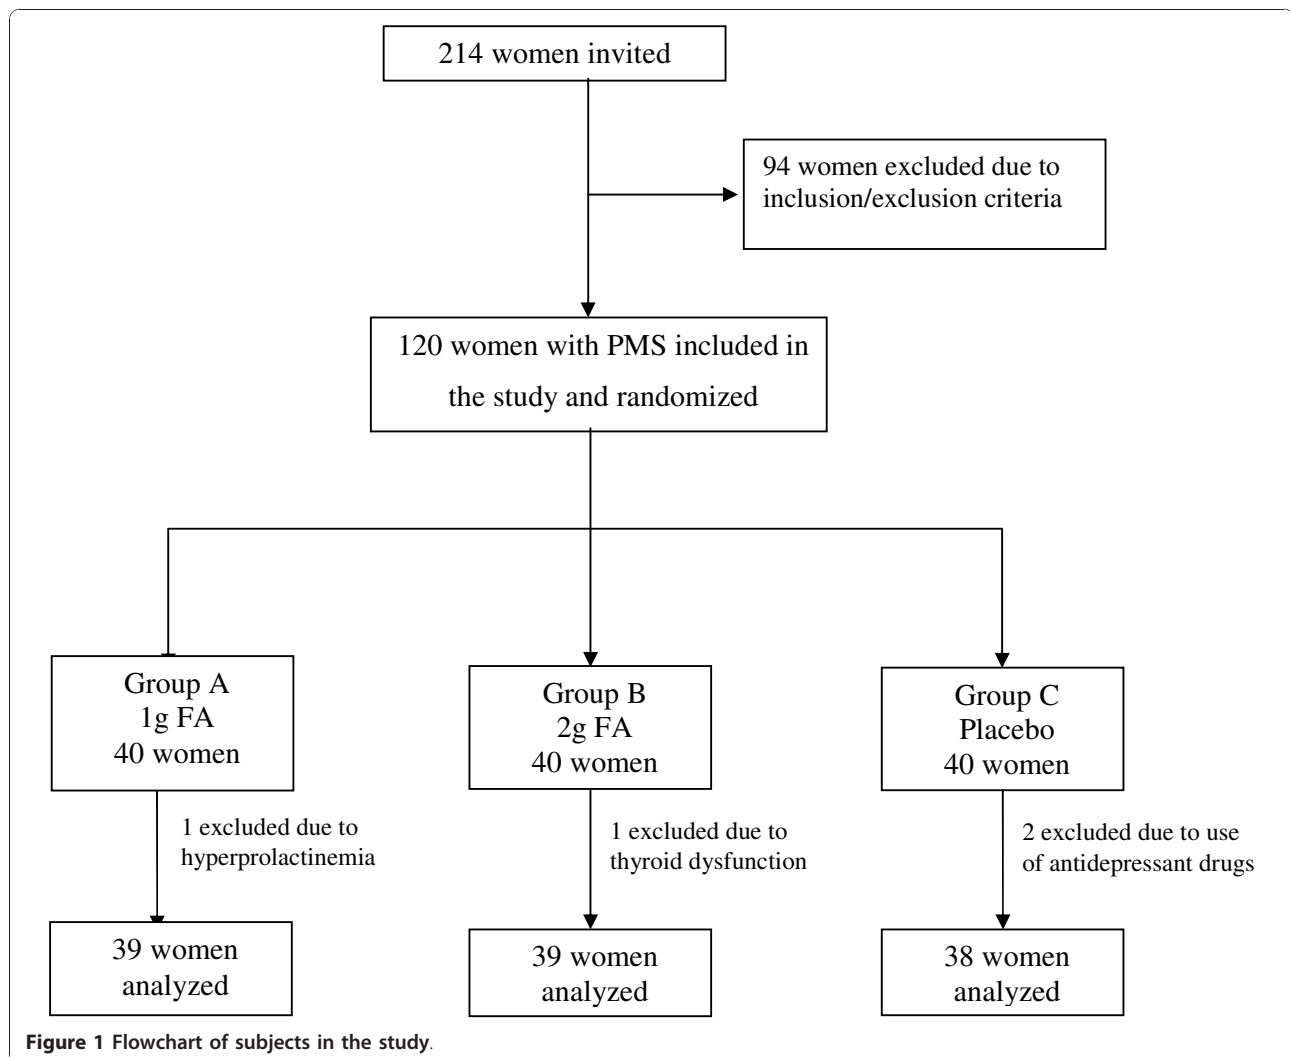 214 women invited
94 women excluded due to
inclusion/exclusion criteria
120 women with PMS included in
the study and randomized
Group A
1g FA
40 women
Group B
2g FA
40 women
Group C
Placebo
40 women
1 excluded due to
hyperprolactinemia
1 excluded due to
thyroid dysfunction
2 excluded due to use
of antidepressant drugs
39 women
analyzed
39 women
analyzed
38 women
analyzed
Figure 1 Flowchart of subjects in the study.